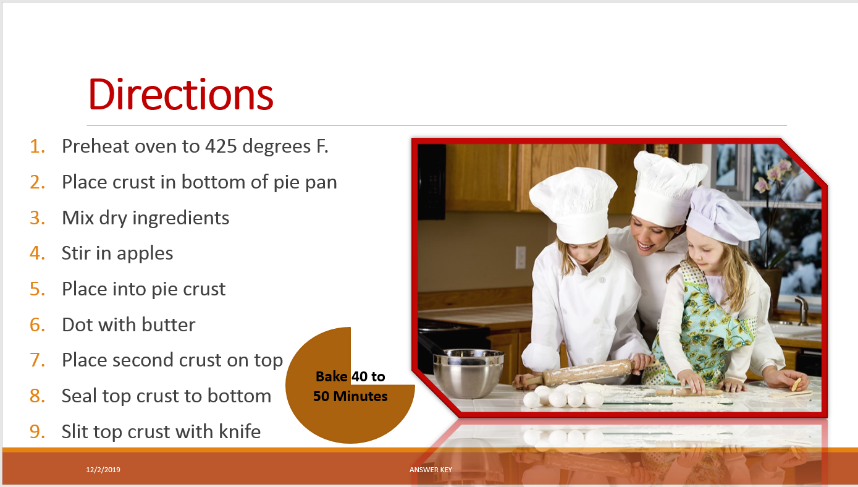 Directions
1. Preheat oven to 425 degrees F.
2. Place crust in bottom of pie pan
3. Mix dry ingredients
4. Stir in apples
5. Place into pie crust
6. Dot with butter
7. Place second crust on top
8. Seal top crust to bottom
9. Slit top crust with knife
Bake 40 to
50 Minutes
12/2/2019
ANSWER KEY